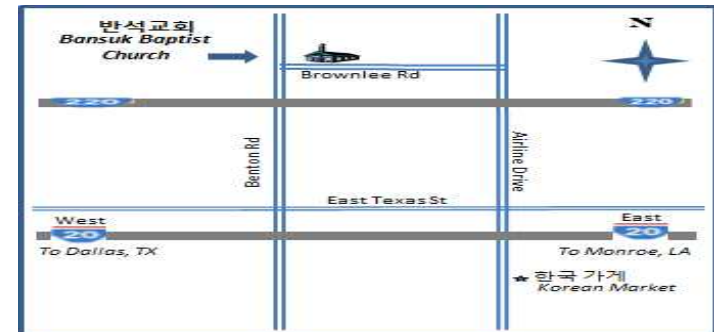 반석교회
Bansuk Baptist
Church
N
Brownlee Rd
220
220
Benton Rd
Airline Drive
East Texas St
West
20
To Dallas, TX
East
20
To Monroe, LA
한국 가게
Korean Market